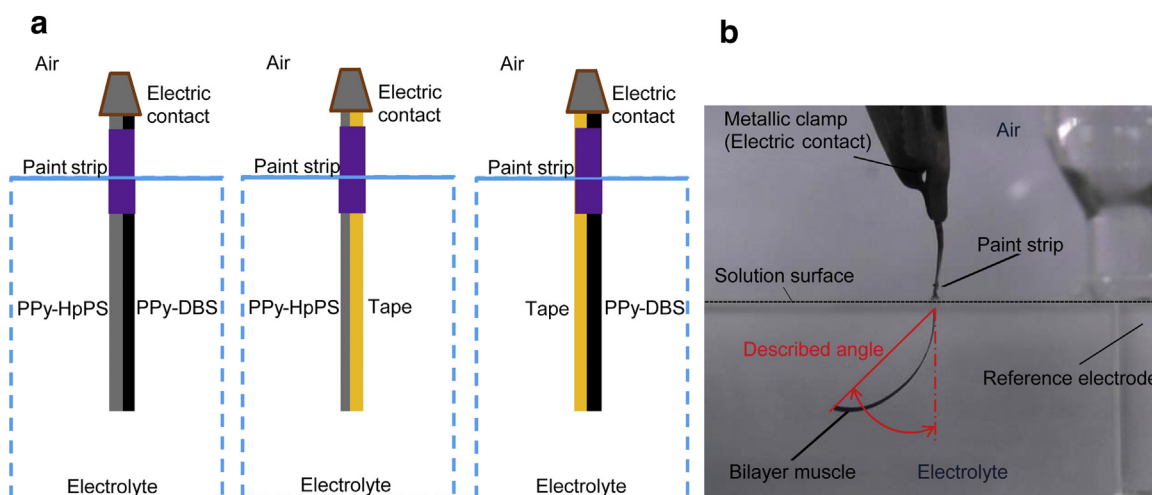 a
Air
Electric
contact
Paint strip
PPy-HpPS
PPy-DBS
Electrolyte
Air
Electric
contact
Paint strip
PPy-HpPS
Tape
Electrolyte
Air
Electric
contact
Paint strip
Tape
PPy-DBS
Electrolyte
b
Metallic clamp
(Electric contact)
Air
Paint strip
Solution surface
Described angle
Reference electrode
Bilayer muscle
Electrolyte